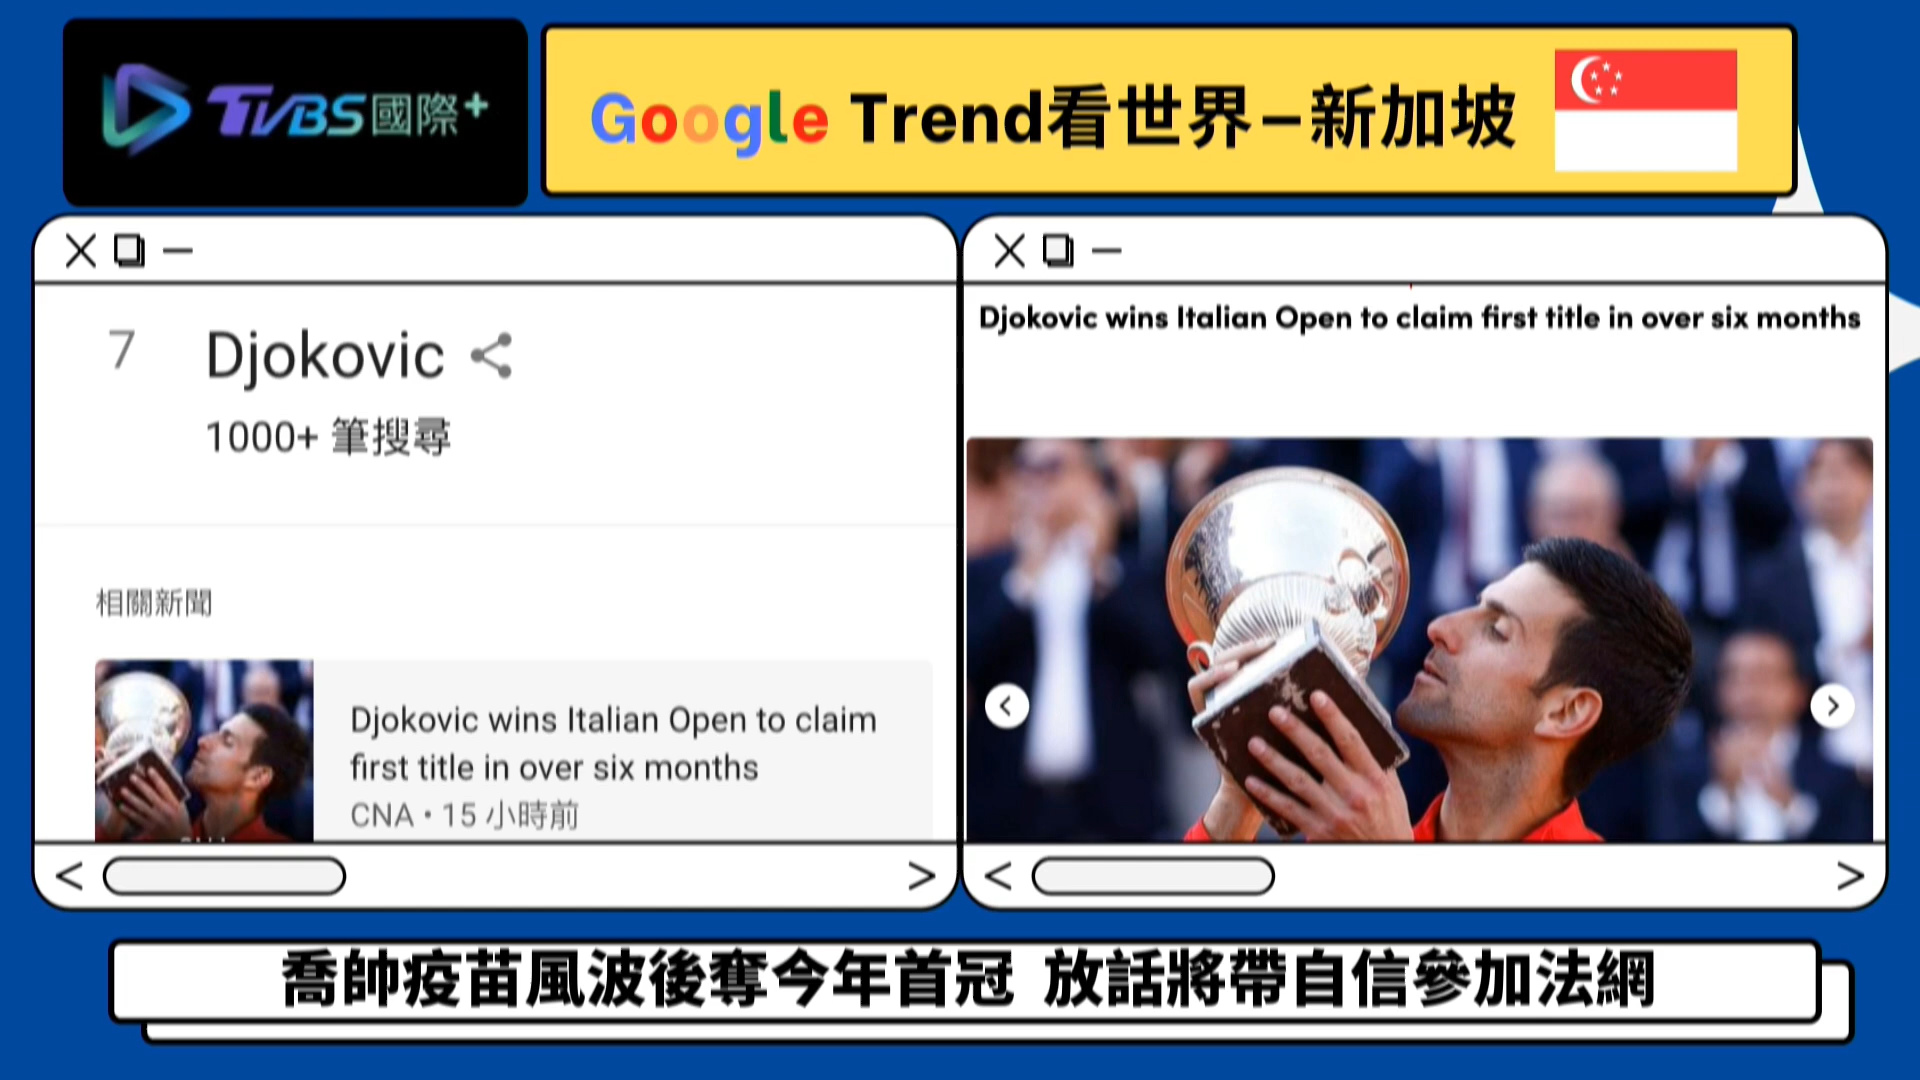 TVBS國際+
Google Trend看世界–新加坡
7 Djokovic
1000+ 筆搜尋
相關新聞
Djokovic wins Italian Open to claim
first title in over six months
CNA • 15 小時前
Djokovic wins Italian Open to claim first title in over six months
喬帥疫苗風波後奪今年首冠 放話將帶自信參加法網